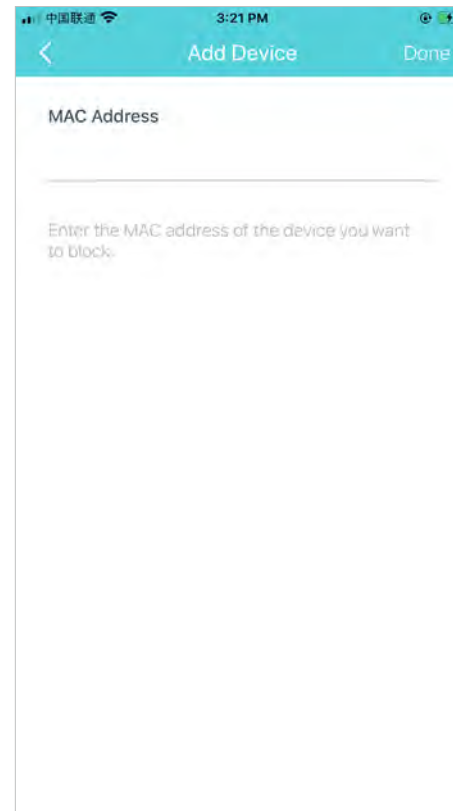 中国联通 3:21 PM
Add Device Done
MAC Address
Enter the MAC address of the device you want
to block.